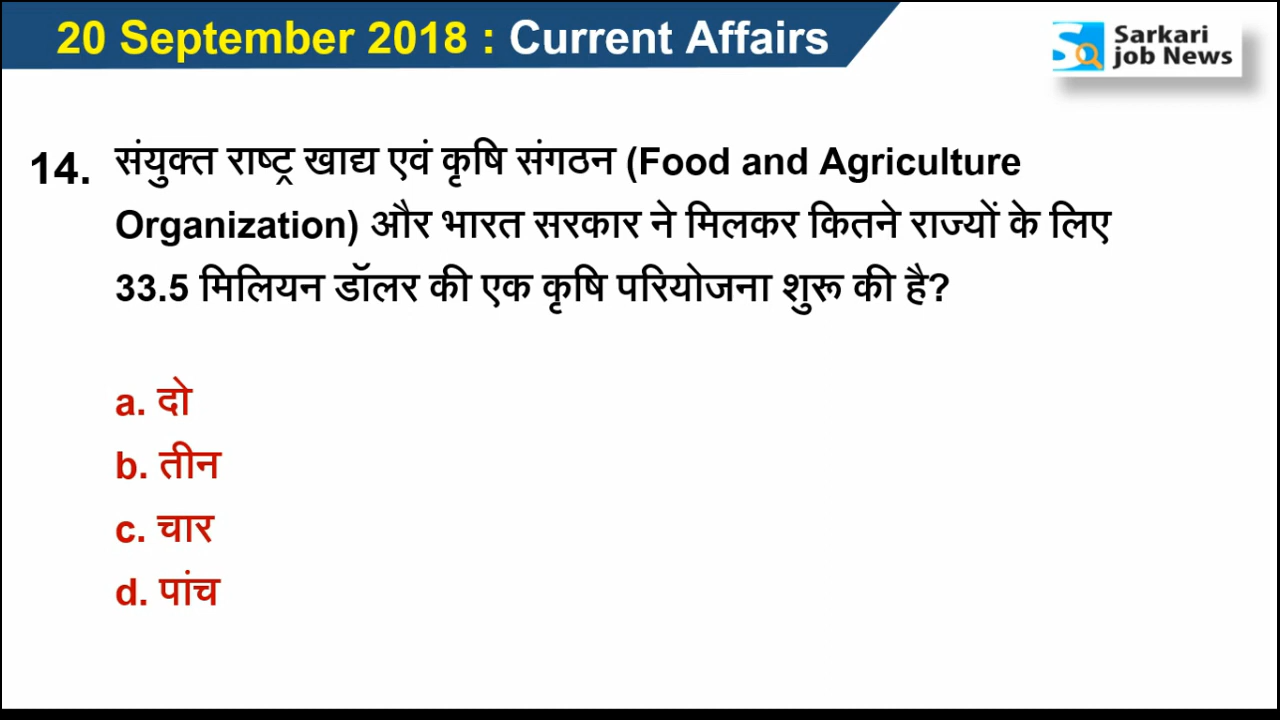 20 September 2018 : Current Affairs
Sarkari
job News
14. संयुक्त राष्ट्र खाद्य एवं कृषि संगठन (Food and Agriculture
Organization) और भारत सरकार ने मिलकर कितने राज्यों के लिए
33.5 मिलियन डॉलर की एक कृषि परियोजना शुरू की है?
a. दो
b. तीन
c. चार
d. पांच